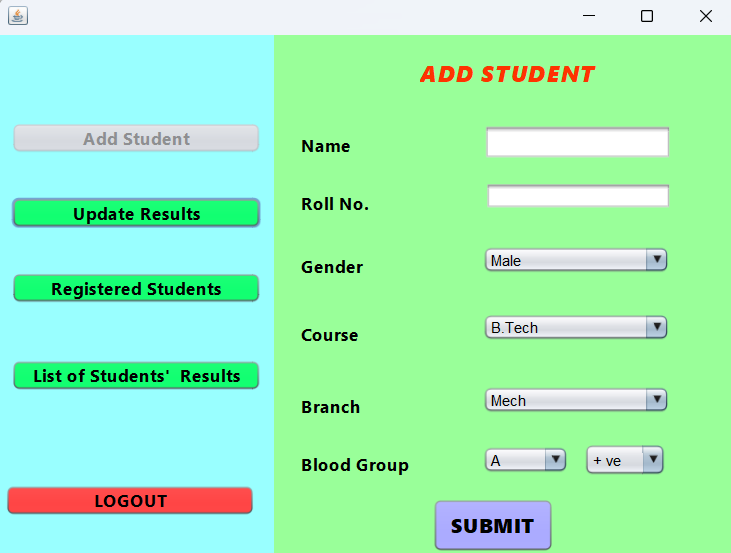 Add Student
Update Results
Registered Students
List of Students'  Results
LOGOUT
ADD STUDENT
Name
Roll No.
Gender Male
Course B.Tech
Branch Mech
Blood Group A + ve
SUBMIT